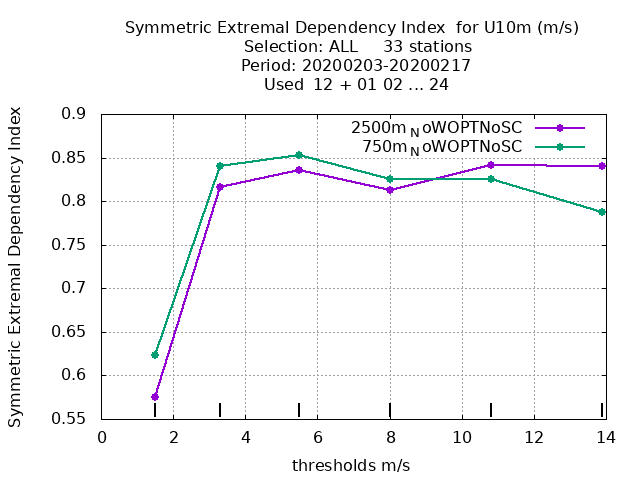 Symmetric Extremal Dependency Index  for U10m (m/s)
Selection: ALL     33 stations
Period: 20200203-20200217
Used  12 + 01 02 ... 24
2500m_NoWOPTNoSC
750m_NoWOPTNoSC
Symmetric Extremal Dependency Index
0.9
0.85
0.8
0.75
0.7
0.65
0.6
0.55
0 2 4 6 8 10 12 14
thresholds m/s